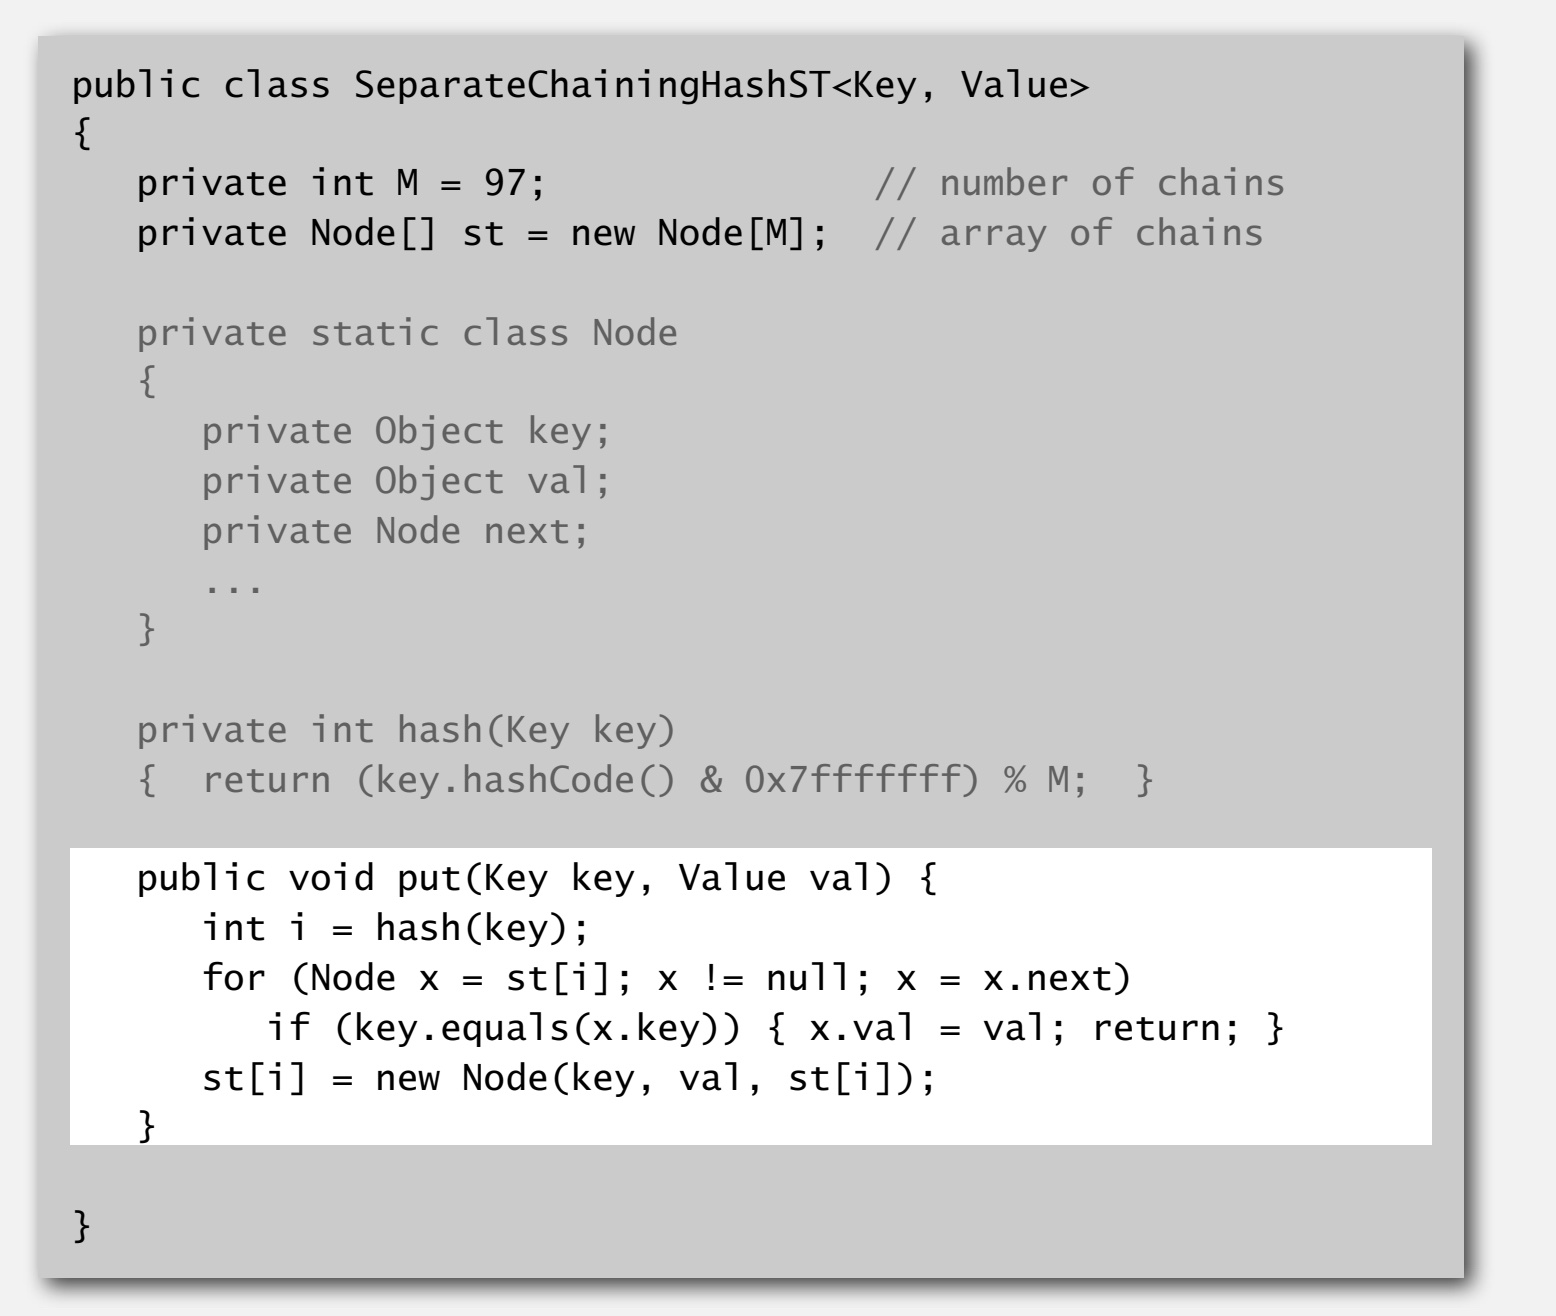 public class SeparateChainingHashST<Key, Value>
{
   private int M = 97;               // number of chains
   private Node[] st = new Node[M];  // array of chains

   private static class Node
   {
      private Object key;
      private Object val;
      private Node next;
      ...
   }

   private int hash(Key key)
   {  return (key.hashCode() & 0x7fffffff) % M;  }

   public void put(Key key, Value val) {
      int i = hash(key);
      for (Node x = st[i]; x != null; x = x.next)
         if (key.equals(x.key)) { x.val = val; return; }
      st[i] = new Node(key, val, st[i]);
   }

}